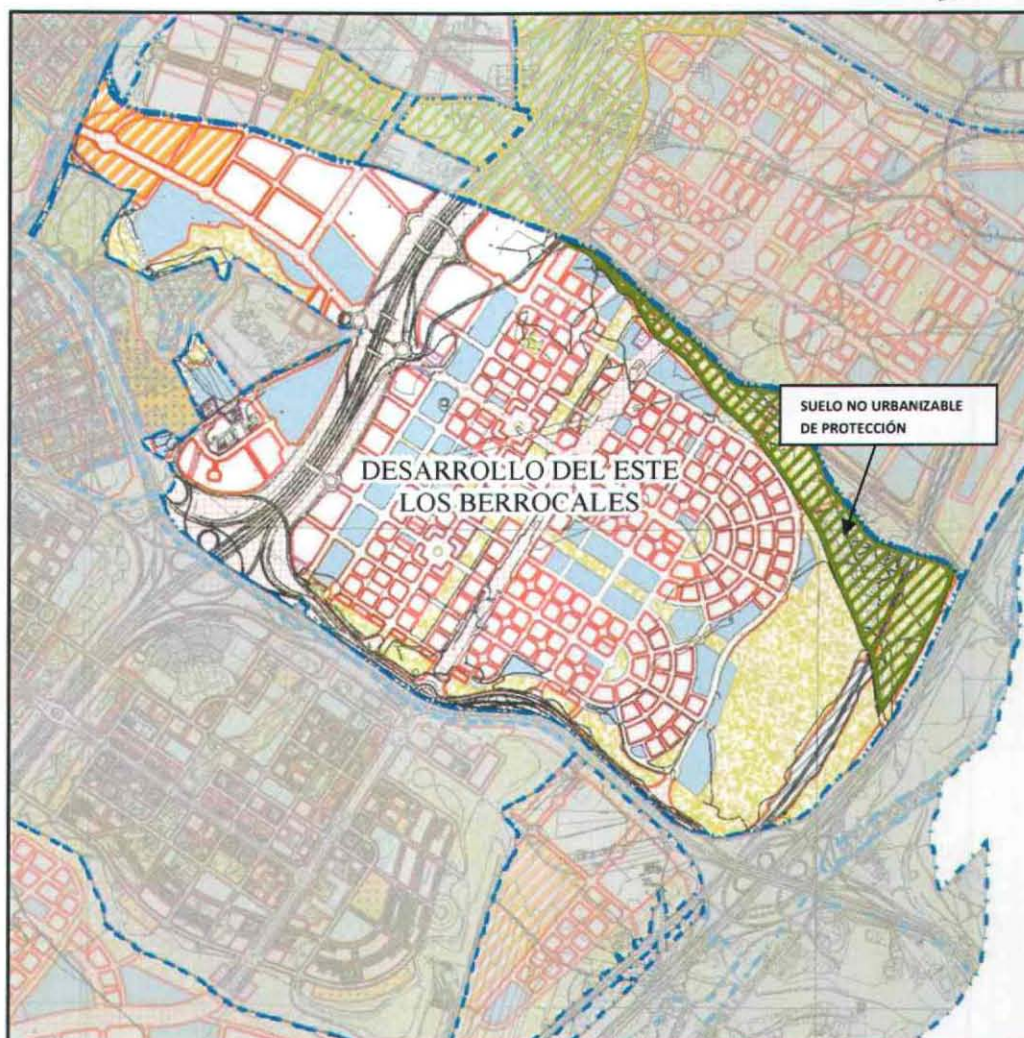 SUELO NO URBANIZABLE
DE PROTECCIÓN
DESARROLLO DEL ESTE
LOS BERROCALES